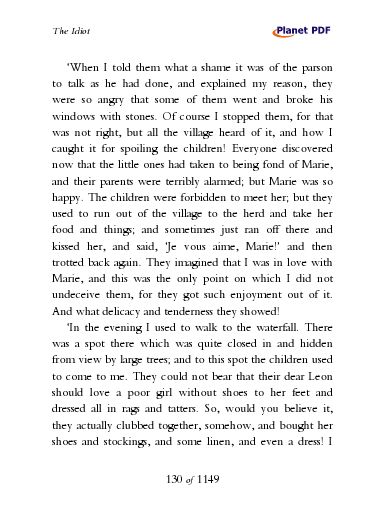 The Idiot
Planet PDF
‘When I told them what a shame it was of the parson
to talk as he had done, and explained my reason, they
were so angry that some of them went and broke his
windows with stones. Of course I stopped them, for that
was not right, but all the village heard of it, and how I
caught it for spoiling the children! Everyone discovered
now that the little ones had taken to being fond of Marie,
and their parents were terribly alarmed; but Marie was so
happy. The children were forbidden to meet her; but they
used to run out of the village to the herd and take her
food and things; and sometimes just ran off there and
kissed her, and said, ‘Je vous aime, Marie!’ and then
trotted back again. They imagined that I was in love with
Marie, and this was the only point on which I did not
undeceive them, for they got such enjoyment out of it.
And what delicacy and tenderness they showed!
‘In the evening I used to walk to the waterfall. There
was a spot there which was quite closed in and hidden
from view by large trees; and to this spot the children used
to come to me. They could not bear that their dear Leon
should love a poor girl without shoes to her feet and
dressed all in rags and tatters. So, would you believe it,
they actually clubbed together, somehow, and bought her
shoes and stockings, and some linen, and even a dress! I
130 of 1149